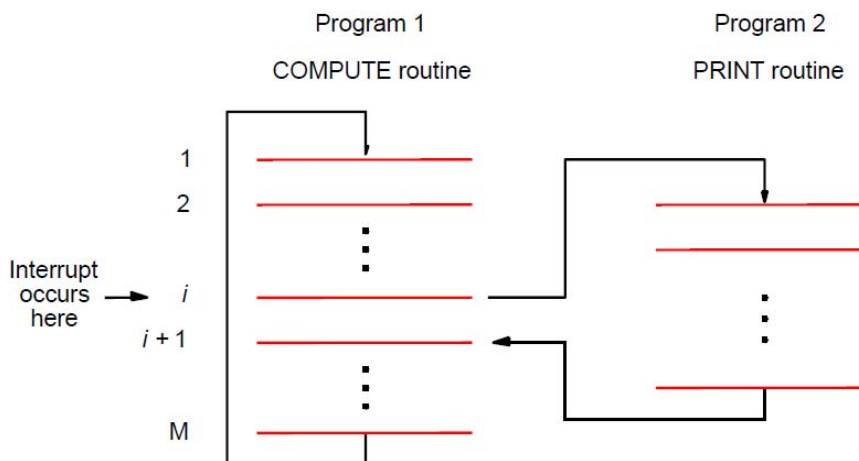 Program 1
Program 2
COMPUTE routine
PRINT routine
1
2
Interrupt
occurs
here
i
i + 1
M